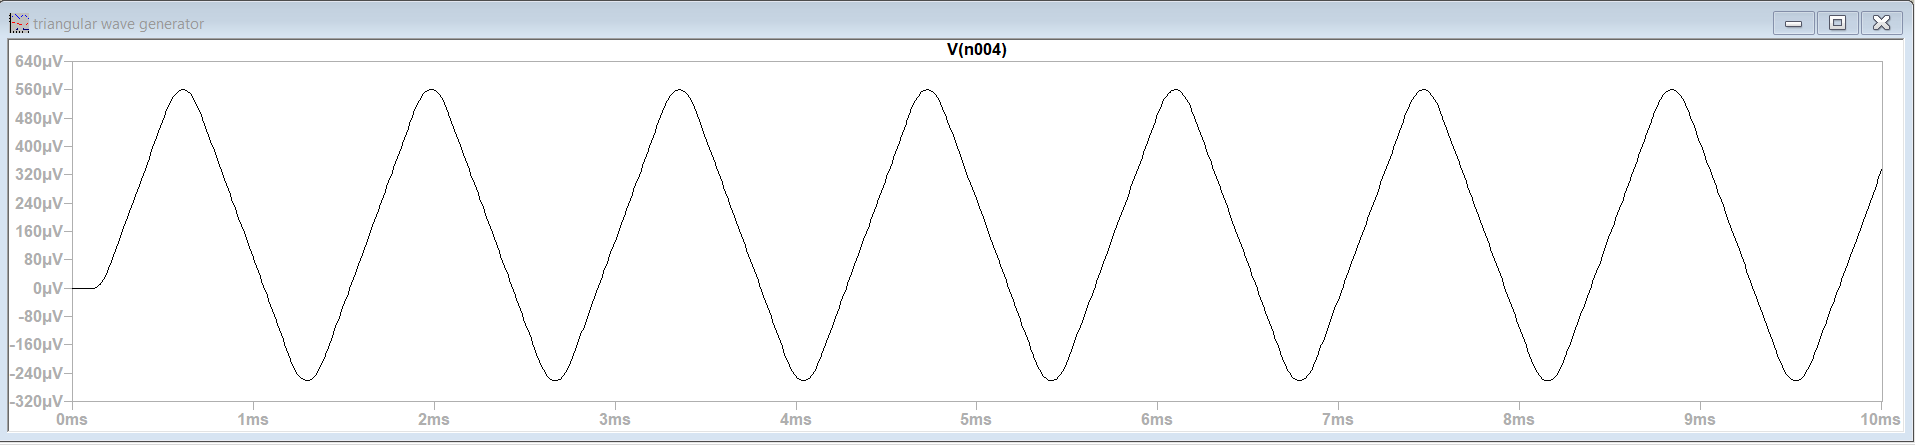 triangular wave generator
V(n004)
640µV
560µV
480µV
400µV
320µV
240µV
160µV
80µV
0µV
-80µV
-160µV
-240µV
-320µV
0ms 1ms 2ms 3ms 4ms 5ms 6ms 7ms 8ms 9ms 10ms